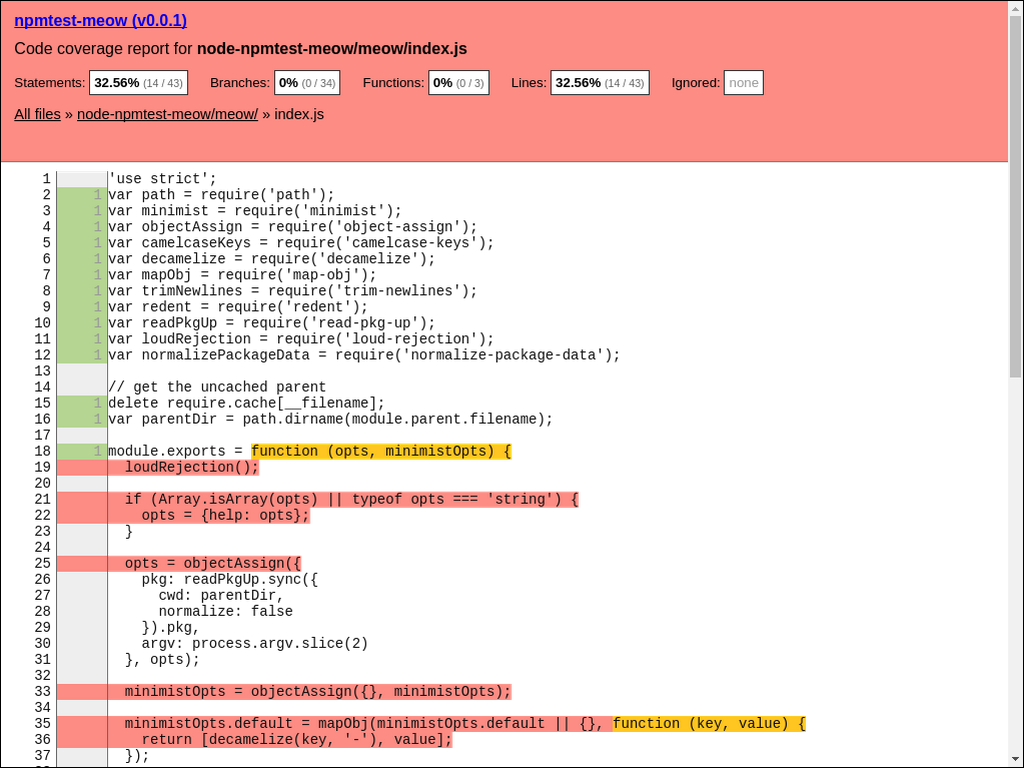 npmtest-meow (v0.0.1)
Code coverage report for node-npmtest-meow/meow/index.js
Statements: 32.56% (14 / 43) Branches: 0% (0 / 34) Functions: 0% (0 / 3) Lines: 32.56% (14 / 43) Ignored: none
All files » node-npmtest-meow/meow/ » index.js
1 'use strict';
2 1 var path = require('path');
3 1 var minimist = require('minimist');
4 1 var objectAssign = require('object-assign');
5 1 var camelcaseKeys = require('camelcase-keys');
6 1 var decamelize = require('decamelize');
7 1 var mapObj = require('map-obj');
8 1 var trimNewlines = require('trim-newlines');
9 1 var redent = require('redent');
10 1 var readPkgUp = require('read-pkg-up');
11 1 var loudRejection = require('loud-rejection');
12 1 var normalizePackageData = require('normalize-package-data');
13
14 // get the uncached parent
15 1 delete require.cache[__filename];
16 1 var parentDir = path.dirname(module.parent.filename);
17
18 1 module.exports = function (opts, minimistOpts) {
19 loudRejection();
20
21 if (Array.isArray(opts) || typeof opts === 'string') {
22 opts = {help: opts};
23 }
24
25 opts = objectAssign({
26 pkg: readPkgUp.sync({
27 cwd: parentDir,
28 normalize: false
29 }).pkg,
30 argv: process.argv.slice(2)
31 }, opts);
32
33 minimistOpts = objectAssign({}, minimistOpts);
34
35 minimistOpts.default = mapObj(minimistOpts.default || {}, function (key, value) {
36 return [decamelize(key, '-'), value];
37 });